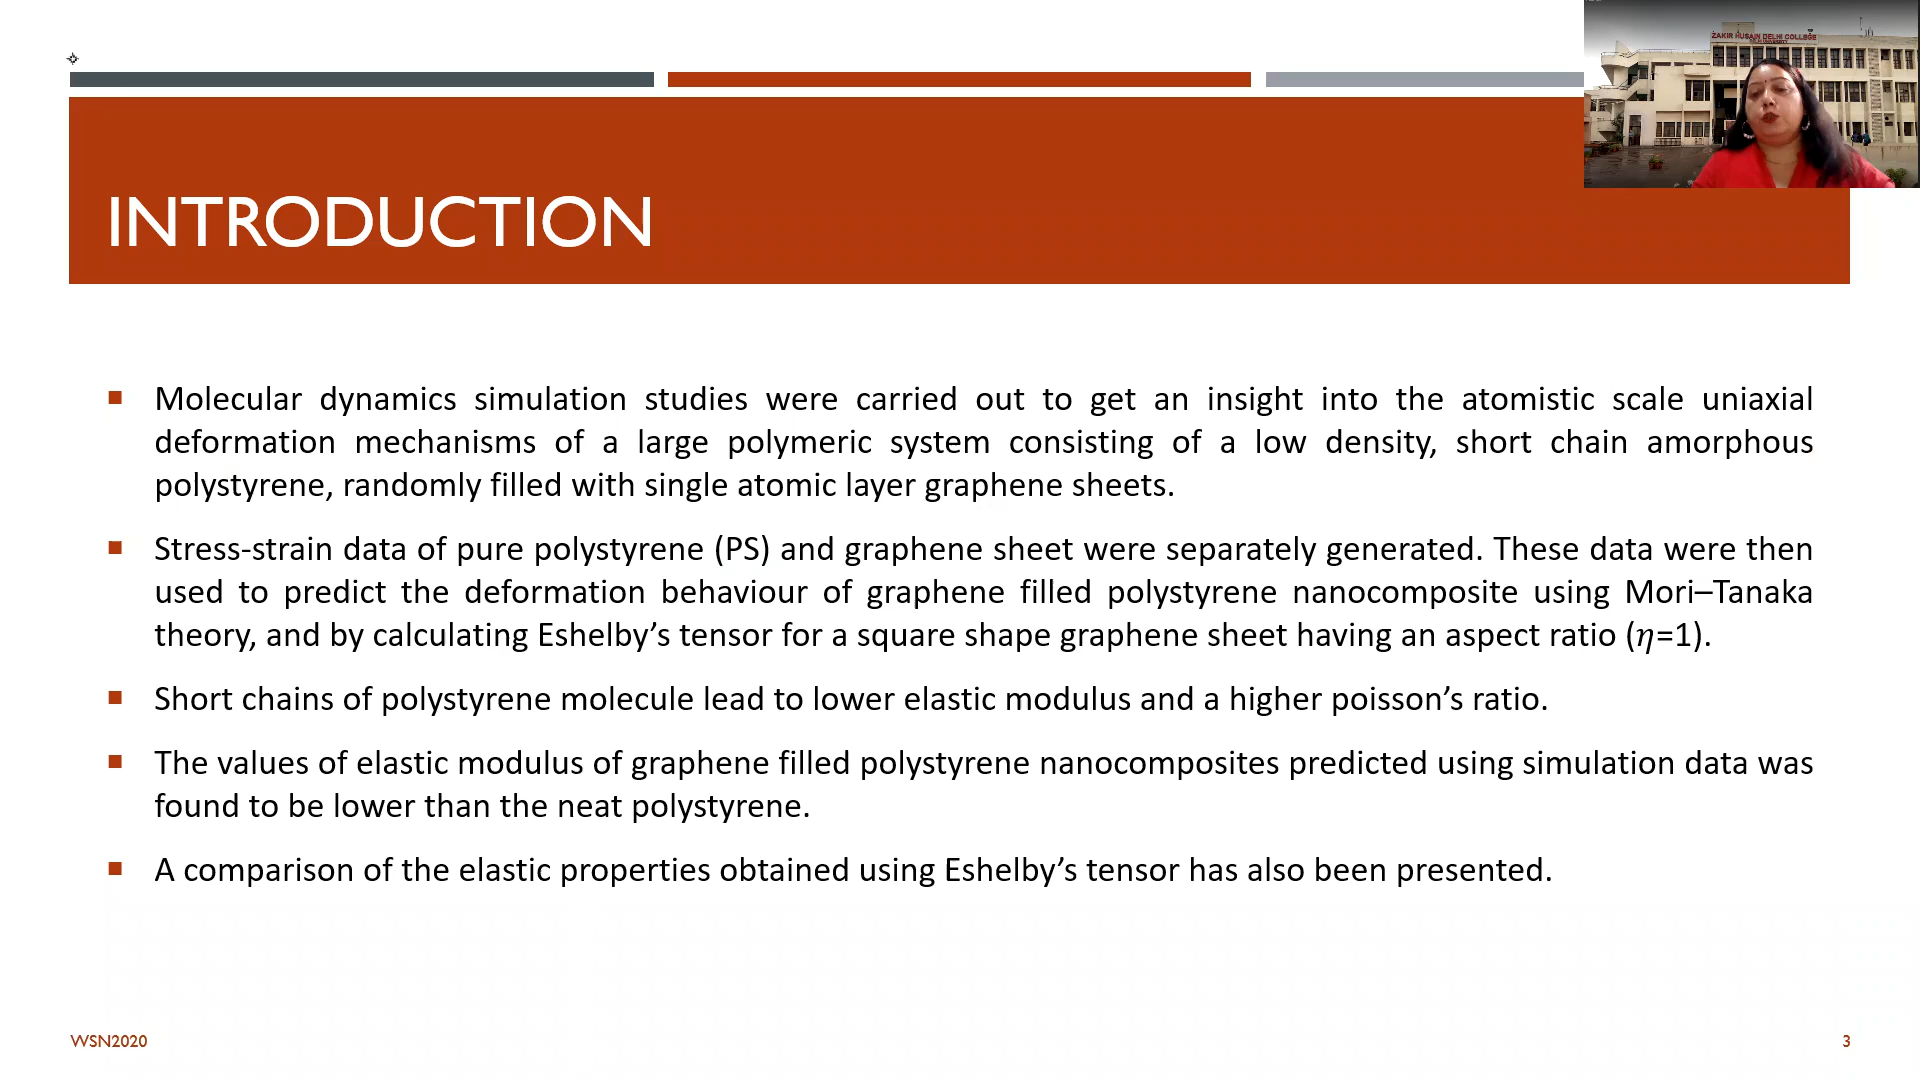 ZAKIR HUSAIN DELHI COLLEGE
INTRODUCTION
Molecular dynamics simulation studies were carried out to get an insight into the atomistic scale uniaxial
deformation mechanisms of a large polymeric system consisting of a low density, short chain amorphous
polystyrene, randomly filled with single atomic layer graphene sheets.
Stress-strain data of pure polystyrene (PS) and graphene sheet were separately generated. These data were then
used to predict the deformation behaviour of graphene filled polystyrene nanocomposite using Mori–Tanaka
theory, and by calculating Eshelby’s tensor for a square shape graphene sheet having an aspect ratio (η=1).
Short chains of polystyrene molecule lead to lower elastic modulus and a higher poisson’s ratio.
The values of elastic modulus of graphene filled polystyrene nanocomposites predicted using simulation data was
found to be lower than the neat polystyrene.
A comparison of the elastic properties obtained using Eshelby’s tensor has also been presented.
WSN2020
3